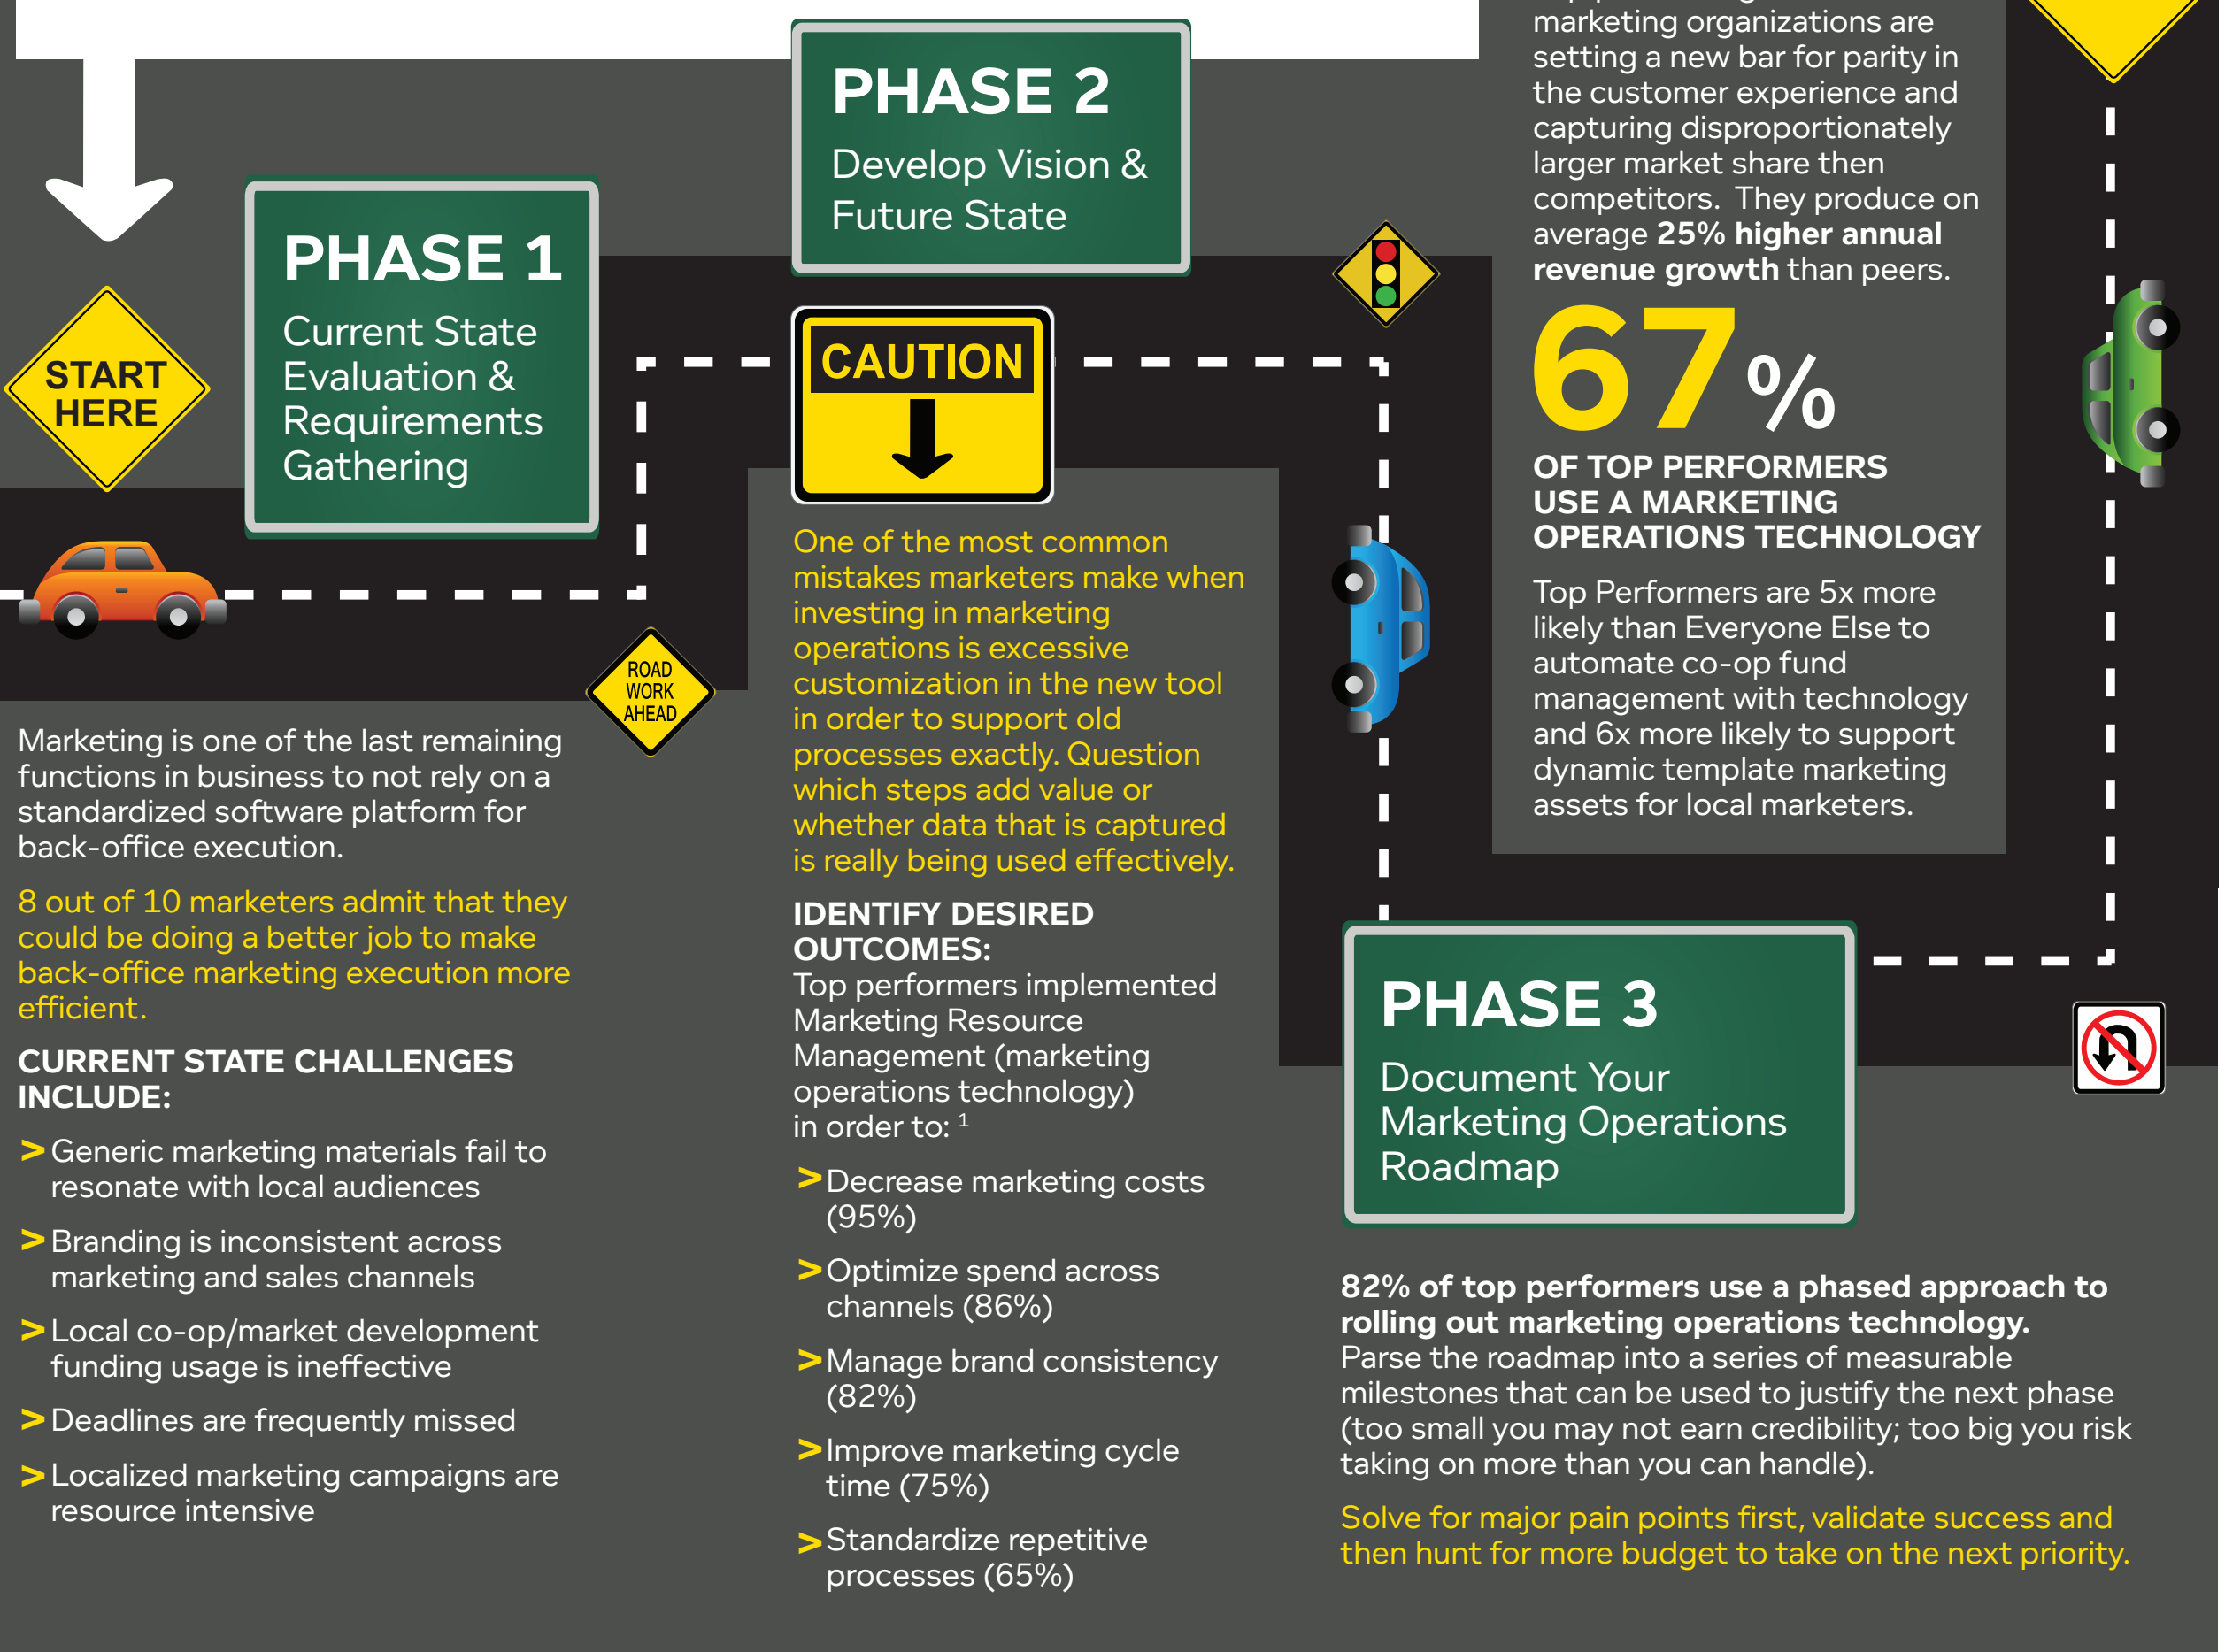 START
HERE
PHASE 1
Current State
Evaluation &
Requirements
Gathering
ROAD
WORK
AHEAD
Marketing is one of the last remaining
functions in business to not rely on a
standardized software platform for
back-office execution.
8 out of 10 marketers admit that they
could be doing a better job to make
back-office marketing execution more
efficient.
CURRENT STATE CHALLENGES
INCLUDE:
> Generic marketing materials fail to
resonate with local audiences
> Branding is inconsistent across
marketing and sales channels
> Local co-op/market development
funding usage is ineffective
> Deadlines are frequently missed
> Localized marketing campaigns are
resource intensive
PHASE 2
Develop Vision &
Future State
CAUTION
One of the most common
mistakes marketers make when
investing in marketing
operations is excessive
customization in the new tool
in order to support old
processes exactly. Question
which steps add value or
whether data that is captured
is really being used effectively.
IDENTIFY DESIRED
OUTCOMES:
Top performers implemented
Marketing Resource
Management (marketing
operations technology)
in order to: 1
> Decrease marketing costs
(95%)
> Optimize spend across
channels (86%)
> Manage brand consistency
(82%)
> Improve marketing cycle
time (75%)
> Standardize repetitive
processes (65%)
marketing organizations are
setting a new bar for parity in
the customer experience and
capturing disproportionately
larger market share then
competitors. They produce on
average 25% higher annual
revenue growth than peers.
67%
OF TOP PERFORMERS
USE A MARKETING
OPERATIONS TECHNOLOGY
Top Performers are 5x more
likely than Everyone Else to
automate co-op fund
management with technology
and 6x more likely to support
dynamic template marketing
assets for local marketers.
PHASE 3
Document Your
Marketing Operations
Roadmap
82% of top performers use a phased approach to
rolling out marketing operations technology.
Parse the roadmap into a series of measurable
milestones that can be used to justify the next phase
(too small you may not earn credibility; too big you risk
taking on more than you can handle).
Solve for major pain points first, validate success and
then hunt for more budget to take on the next priority.